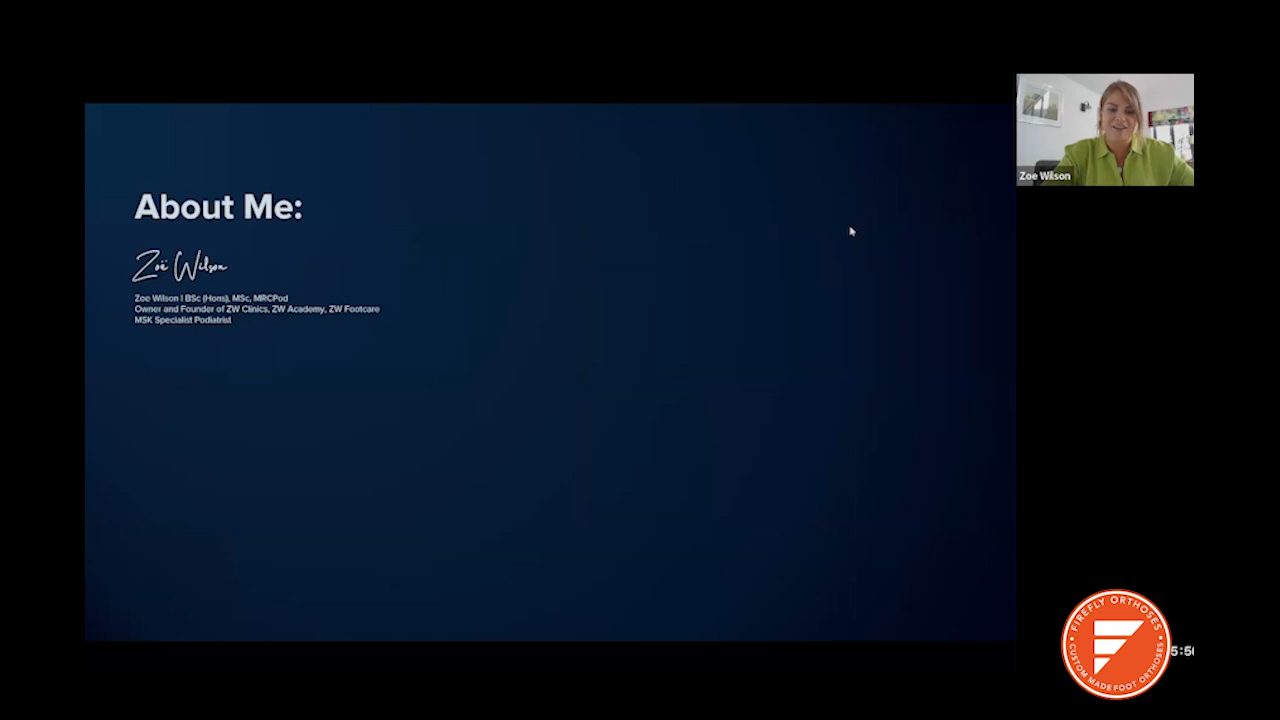 About Me:
Zoë Wilson
Zoe Wilson | BSc (Hons), MSc, MRCPod
Owner and Founder of ZW Clinics, ZW Academy, ZW Footcare
MSK Specialist Podiatrist
Zoe Wilson
FIREFLY ORTHOSES
CUSTOM MADE FOOT ORTHOSES